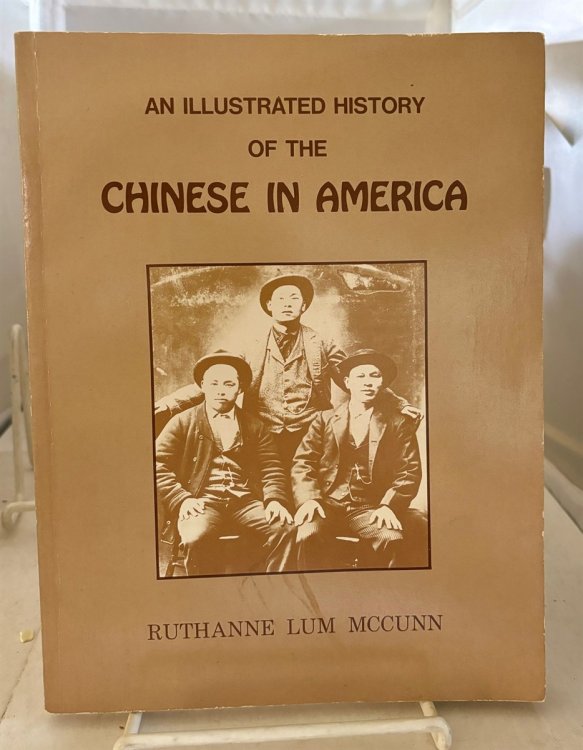 AN ILLUSTRATED HISTORY
OF THE
CHINESE IN AMERICA
RUTHANNE LUM MCCUNN